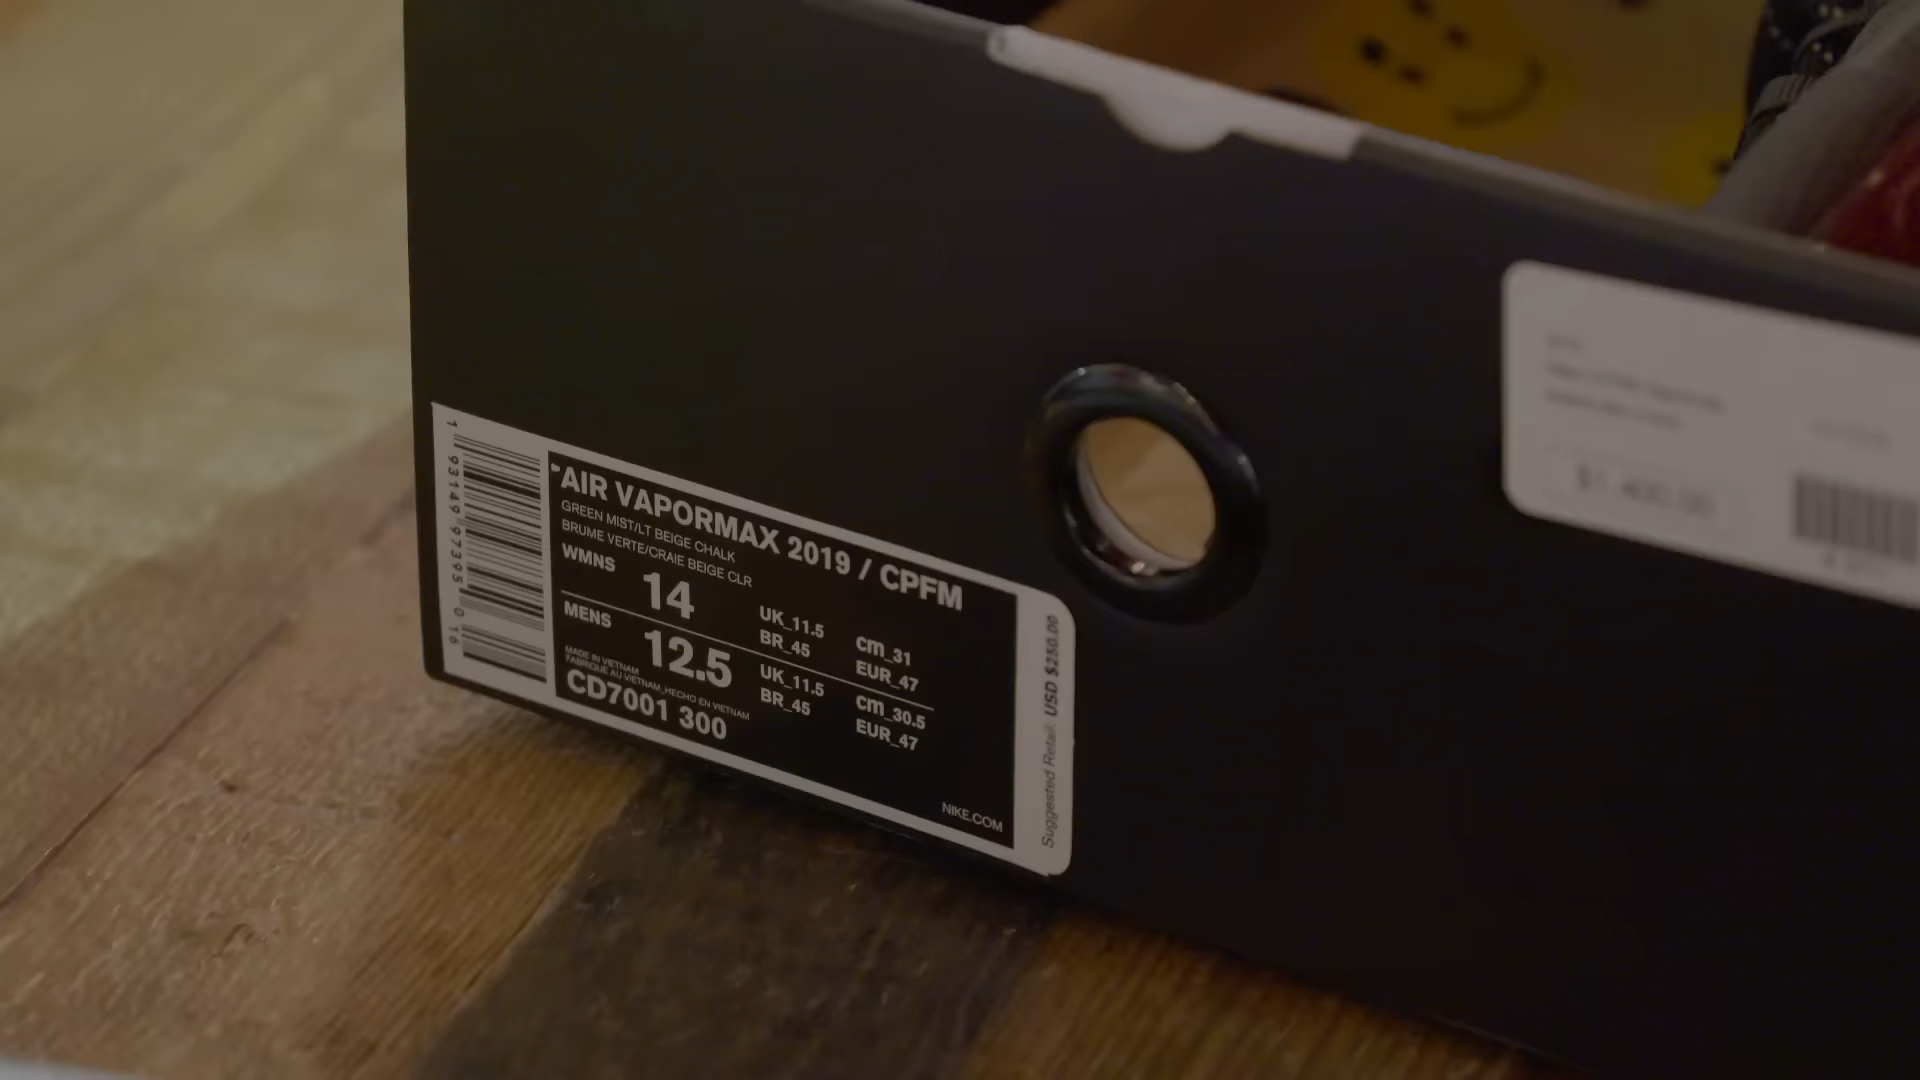 AIR VAPORMAX 2019 / CPFM
GREEN MIST/LT BEIGE CHALK
BRUME VERTE/CRAIE BEIGE CLR
WMNS 14 UK_11.5 cm_31
BR_45 EUR_47
MENS 12.5 UK_11.5 cm_30.5
BR_45 EUR_47
MADE IN VIETNAM
FABRIQUE AU VIETNAM_HECHO EN VIETNAM
CD7001 300
NIKE.COM
1 93149 97395 0 16
Suggested Retail: USD $250.00